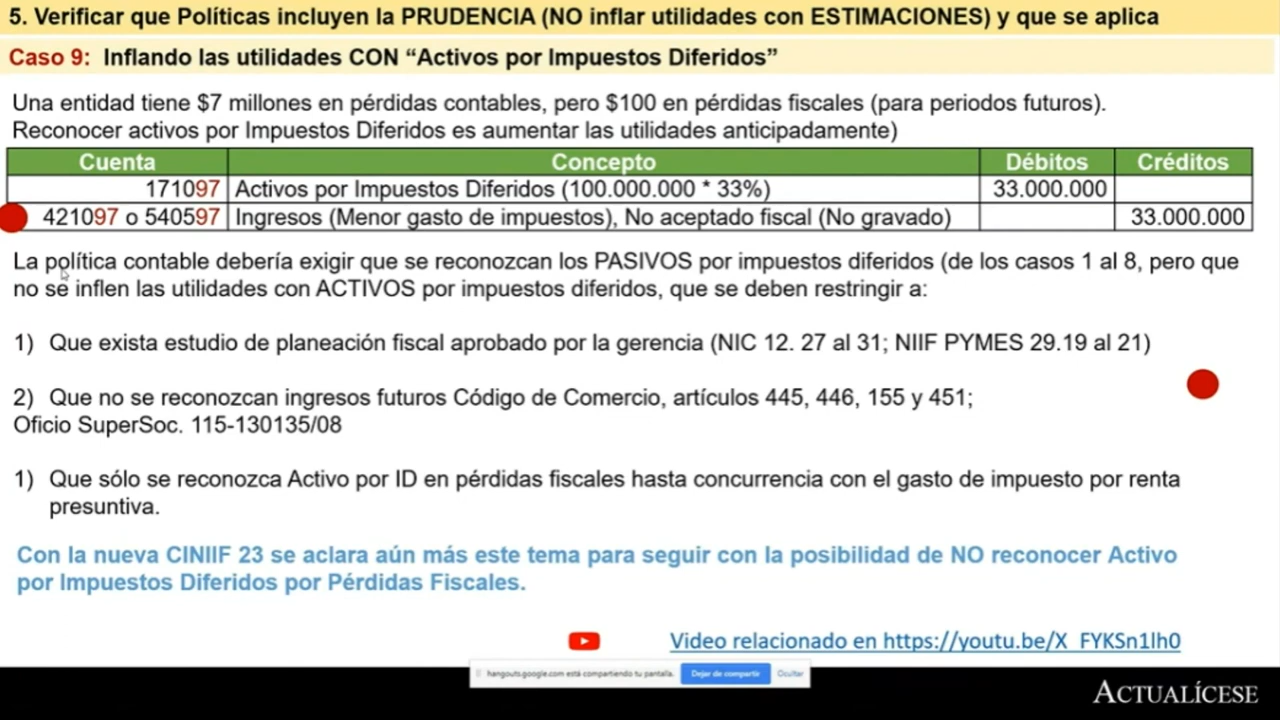 5. Verificar que Políticas incluyen la PRUDENCIA (NO inflar utilidades con ESTIMACIONES) y que se aplica
Caso 9: Inflando las utilidades CON “Activos por Impuestos Diferidos”
Una entidad tiene $7 millones en pérdidas contables, pero $100 en pérdidas fiscales (para periodos futuros).
Reconocer activos por Impuestos Diferidos es aumentar las utilidades anticipadamente)
Cuenta Concepto Débitos Créditos
171097 Activos por Impuestos Diferidos (100.000.000 * 33%) 33.000.000
421097 o 540597 Ingresos (Menor gasto de impuestos), No aceptado fiscal (No gravado) 33.000.000
La política contable debería exigir que se reconozcan los PASIVOS por impuestos diferidos (de los casos 1 al 8, pero que
no se inflen las utilidades con ACTIVOS por impuestos diferidos, que se deben restringir a:
1) Que exista estudio de planeación fiscal aprobado por la gerencia (NIC 12. 27 al 31; NIIF PYMES 29.19 al 21)
2) Que no se reconozcan ingresos futuros Código de Comercio, artículos 445, 446, 155 y 451;
Oficio SuperSoc. 115-130135/08
1) Que sólo se reconozca Activo por ID en pérdidas fiscales hasta concurrencia con el gasto de impuesto por renta
presuntiva.
Con la nueva CINIIF 23 se aclara aún más este tema para seguir con la posibilidad de NO reconocer Activo
por Impuestos Diferidos por Pérdidas Fiscales.
Video relacionado en https://youtu.be/X_FYKSn1lh0
hangouts.google.com está compartiendo tu pantalla. Dejar de compartir Ocultar
ACTUALÍCESE